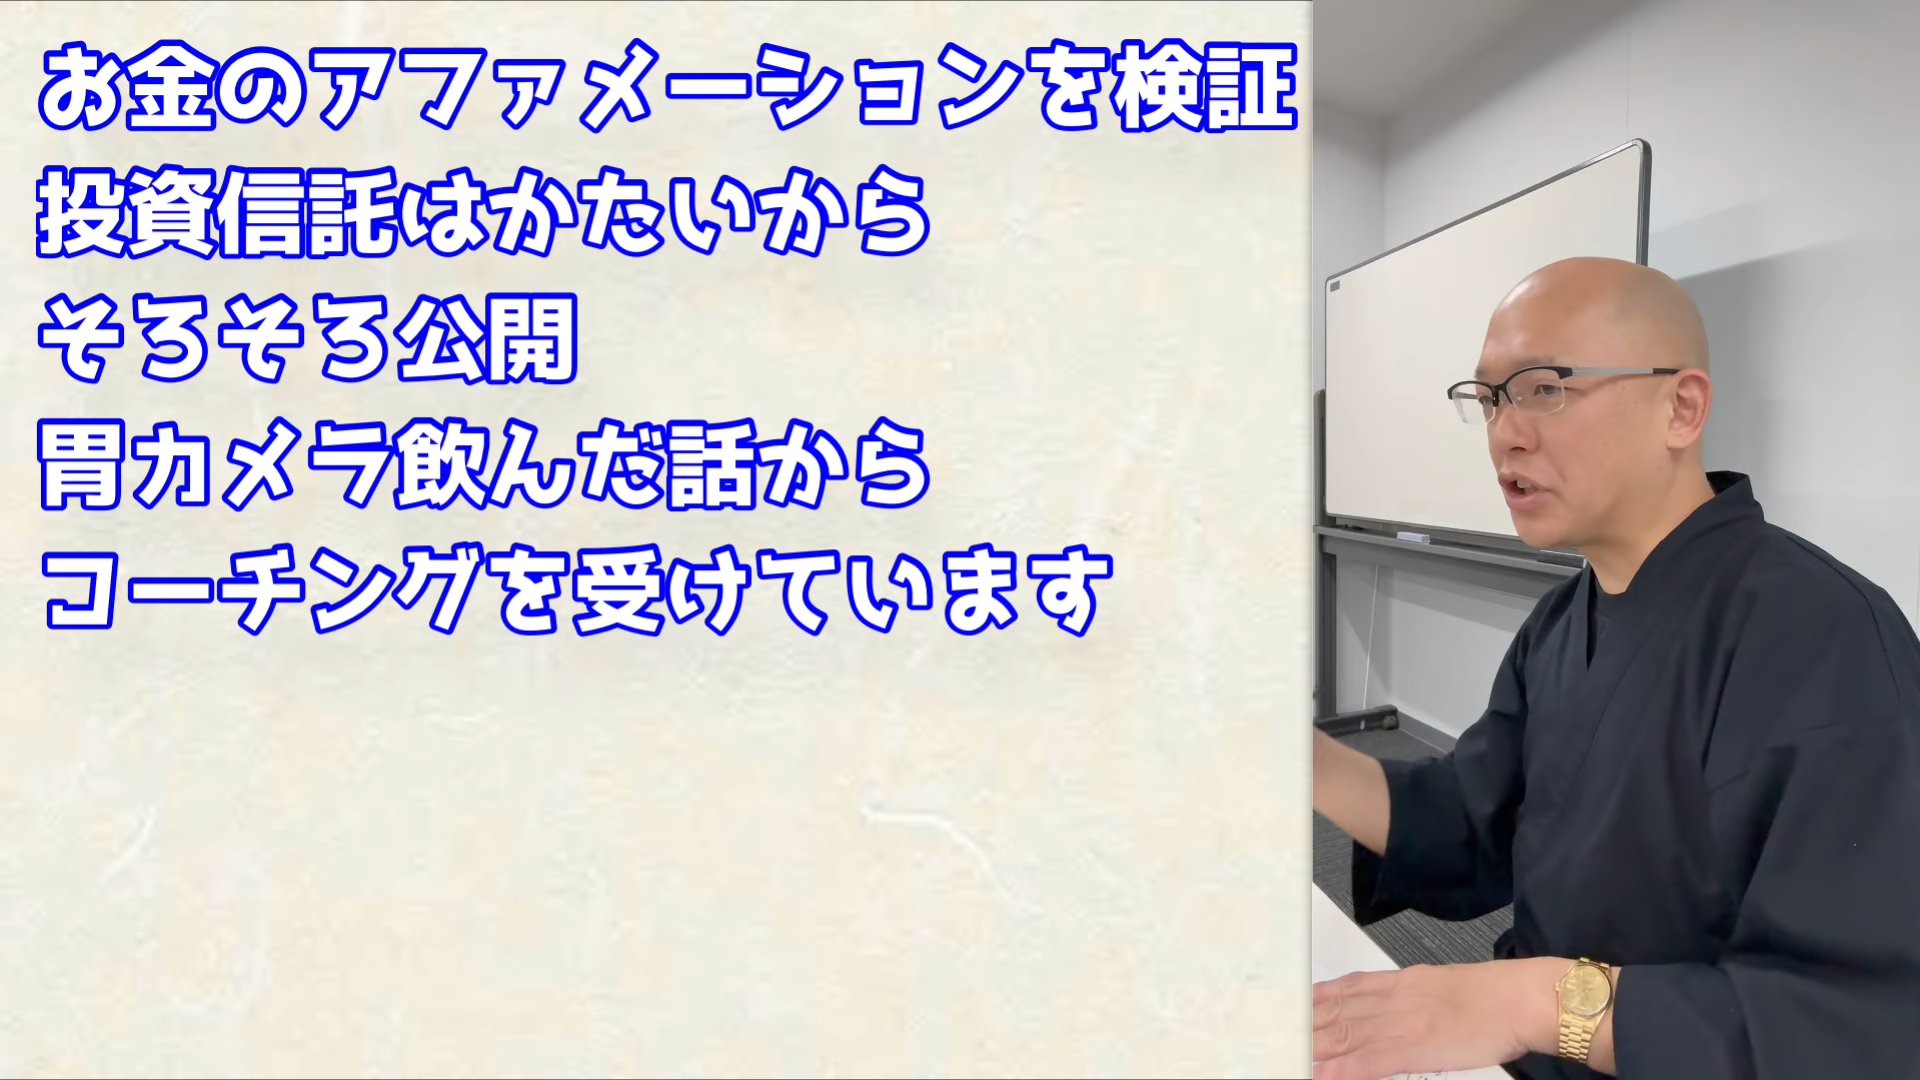 お金のアファメーションを検証
投資信託はかたいから
そろそろ公開
胃カメラ飲んだ話から
コーチングを受けています